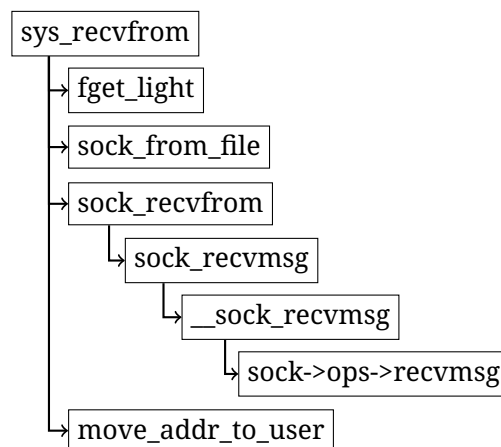 sys_recvfrom
fget_light
sock_from_file
sock_recvfrom
sock_recvmsg
__sock_recvmsg
sock->ops->recvmsg
move_addr_to_user